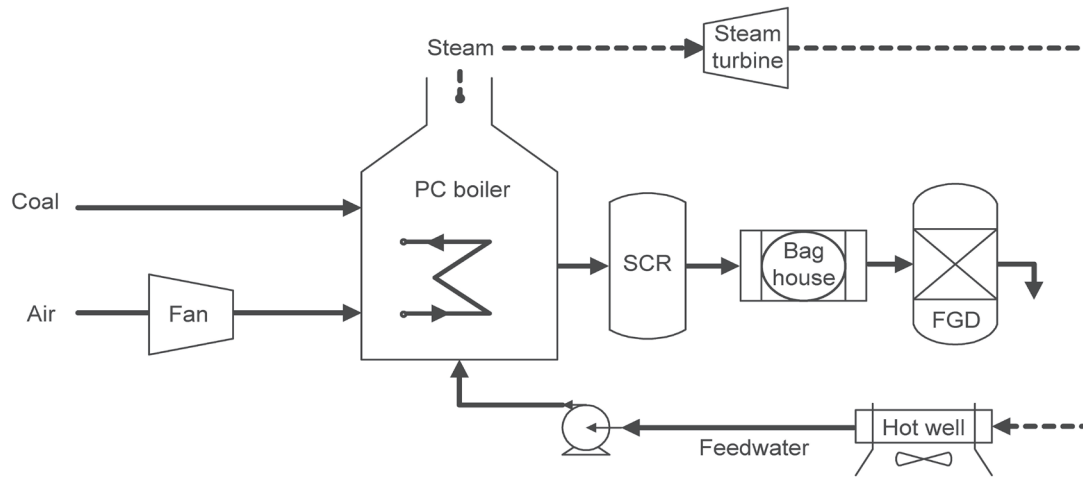 Steam
Steam
turbine
PC boiler
Coal
SCR
Bag
house
Air
Fan
FGD
Hot well
Feedwater